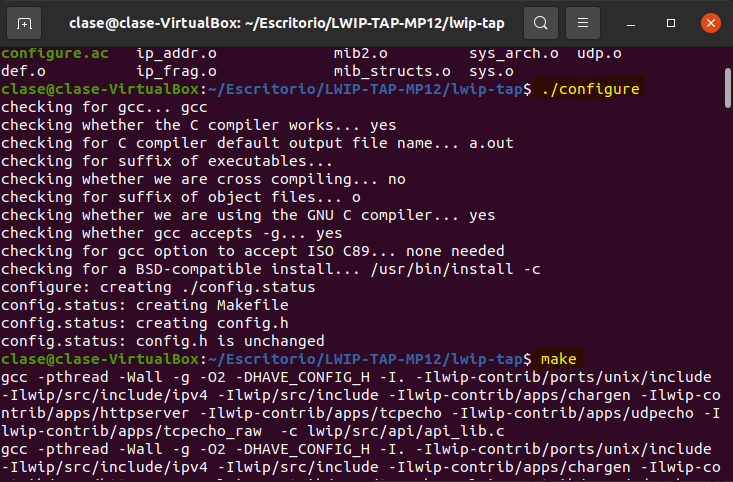 clase@clase-VirtualBox: ~/Escritorio/LWIP-TAP-MP12/lwip-tap
configure.ac ip_addr.o mib2.o sys_arch.o udp.o
def.o ip_frag.o mib_structs.o sys.o
clase@clase-VirtualBox:~/Escritorio/LWIP-TAP-MP12/lwip-tap$ ./configure
checking for gcc... gcc
checking whether the C compiler works... yes
checking for C compiler default output file name... a.out
checking for suffix of executables...
checking whether we are cross compiling... no
checking for suffix of object files... o
checking whether we are using the GNU C compiler... yes
checking whether gcc accepts -g... yes
checking for gcc option to accept ISO C89... none needed
checking for a BSD-compatible install... /usr/bin/install -c
configure: creating ./config.status
config.status: creating Makefile
config.status: creating config.h
config.status: config.h is unchanged
clase@clase-VirtualBox:~/Escritorio/LWIP-TAP-MP12/lwip-tap$ make
gcc -pthread -Wall -g -O2 -DHAVE_CONFIG_H -I. -Ilwip-contrib/ports/unix/include
-Ilwip/src/include/ipv4 -Ilwip/src/include -Ilwip-contrib/apps/chargen -Ilwip-co
ntrib/apps/httpserver -Ilwip-contrib/apps/tcpecho -Ilwip-contrib/apps/udpecho -I
lwip-contrib/apps/tcpecho_raw -c lwip/src/api/api_lib.c
gcc -pthread -Wall -g -O2 -DHAVE_CONFIG_H -I. -Ilwip-contrib/ports/unix/include
-Ilwip/src/include/ipv4 -Ilwip/src/include -Ilwip-contrib/apps/chargen -Ilwip-co